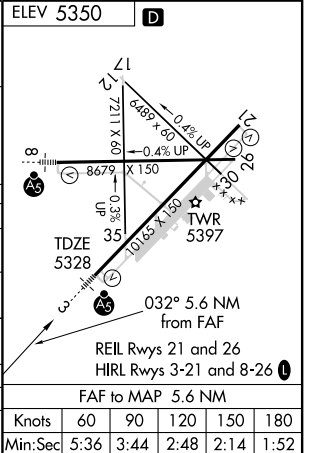 ELEV 5350 D
17
12
7211 X 60
6489 X 60
0.4% UP
21
8
0.4% UP
8679 X 150
V
V
26
30
A5
0.3% UP
35
10165 X 150
TWR
5397
TDZE
5328
V
3
A5
032° 5.6 NM
from FAF
REIL Rwys 21 and 26
HIRL Rwys 3-21 and 8-26 L
FAF to MAP 5.6 NM
Knots 60 90 120 150 180
Min:Sec 5:36 3:44 2:48 2:14 1:52